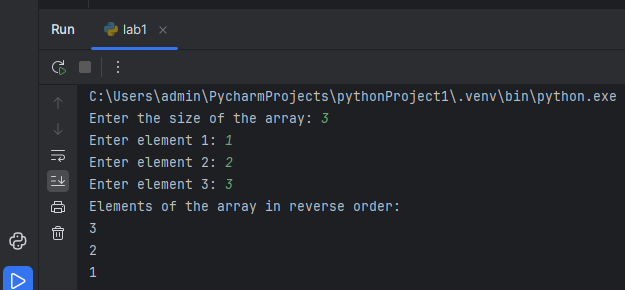 Run lab1
C:\Users\admin\PycharmProjects\pythonProject1\.venv\bin\python.exe
Enter the size of the array: 3
Enter element 1: 1
Enter element 2: 2
Enter element 3: 3
Elements of the array in reverse order:
3
2
1